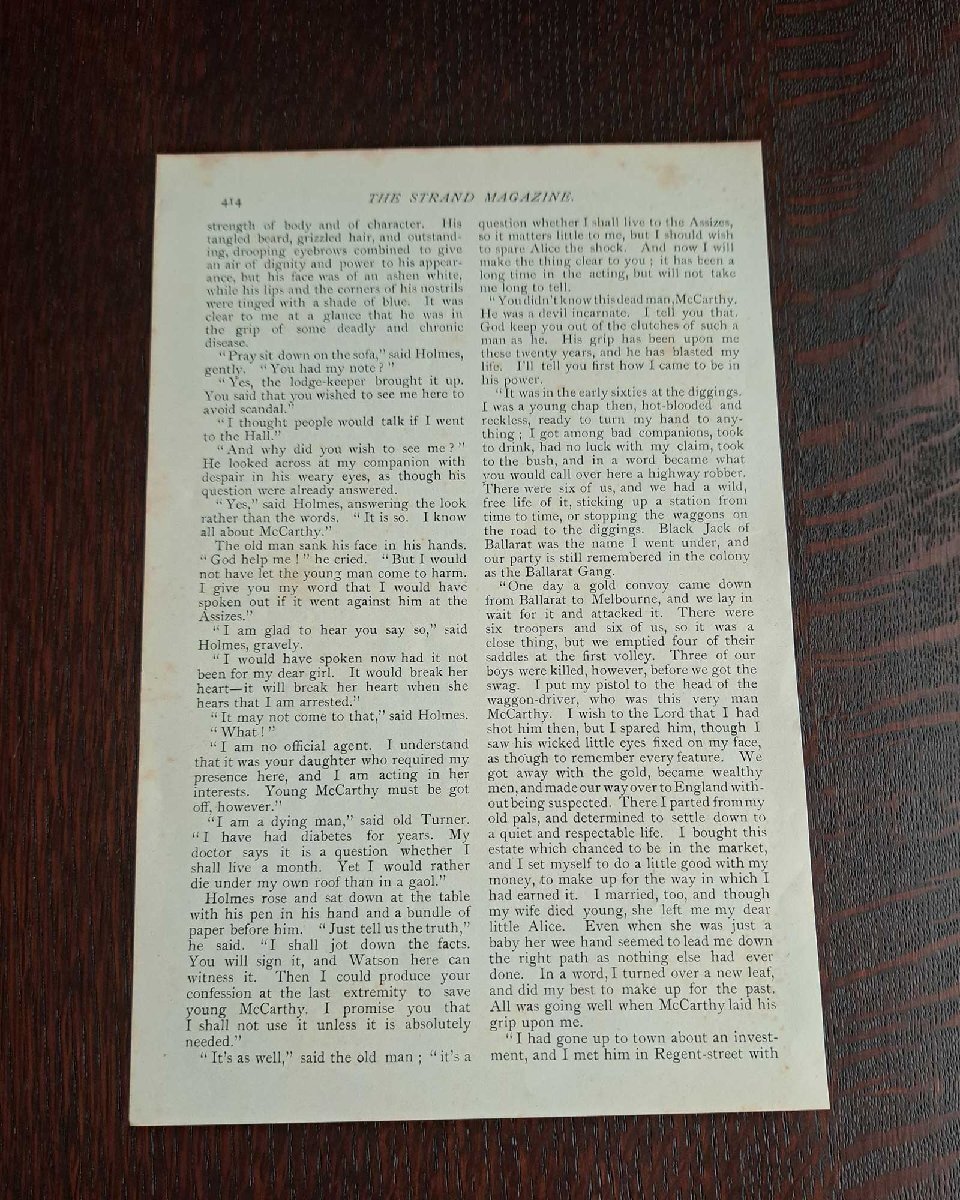 414
THE STRAND MAGAZINE.
strength of body and of character. His
tangled beard, grizzled hair, and outstand-
ing, drooping eyebrows combined to give
an air of dignity and power to his appear-
ance, but his face was of an ashen white,
while his lips and the corners of his nostrils
were tinged with a shade of blue. It was
clear to me at a glance that he was in
the grip of some deadly and chronic
disease.
"Pray sit down on the sofa," said Holmes,
gently. "You had my note?"
"Yes, the lodge-keeper brought it up.
You said that you wished to see me here to
avoid scandal."
"I thought people would talk if I went
to the Hall."
"And why did you wish to see me?"
He looked across at my companion with
despair in his weary eyes, as though his
question were already answered.
"Yes," said Holmes, answering the look
rather than the words. "It is so. I know
all about McCarthy."
The old man sank his face in his hands.
"God help me!" he cried. "But I would
not have let the young man come to harm.
I give you my word that I would have
spoken out if it went against him at the
Assizes."
"I am glad to hear you say so," said
Holmes, gravely.
"I would have spoken now had it not
been for my dear girl. It would break her
heart—it will break her heart when she
hears that I am arrested."
"It may not come to that," said Holmes.
"What!"
"I am no official agent. I understand
that it was your daughter who required my
presence here, and I am acting in her
interests. Young McCarthy must be got
off, however."
"I am a dying man," said old Turner.
"I have had diabetes for years. My
doctor says it is a question whether I
shall live a month. Yet I would rather
die under my own roof than in a gaol."
Holmes rose and sat down at the table
with his pen in his hand and a bundle of
paper before him. "Just tell us the truth,"
he said. "I shall jot down the facts.
You will sign it, and Watson here can
witness it. Then I could produce your
confession at the last extremity to save
young McCarthy. I promise you that
I shall not use it unless it is absolutely
needed."
"It's as well," said the old man; "it's a
question whether I shall live to the Assizes,
so it matters little to me, but I should wish
to spare Alice the shock. And now I will
make the thing clear to you; it has been a
long time in the acting, but will not take
me long to tell.
"You didn't know this dead man, McCarthy.
He was a devil incarnate. I tell you that.
God keep you out of the clutches of such a
man as he. His grip has been upon me
these twenty years, and he has blasted my
life. I'll tell you first how I came to be in
his power.
"It was in the early sixties at the diggings.
I was a young chap then, hot-blooded and
reckless, ready to turn my hand to any-
thing; I got among bad companions, took
to drink, had no luck with my claim, took
to the bush, and in a word became what
you would call over here a highway robber.
There were six of us, and we had a wild,
free life of it, sticking up a station from
time to time, or stopping the waggons on
the road to the diggings. Black Jack of
Ballarat was the name I went under, and
our party is still remembered in the colony
as the Ballarat Gang.
"One day a gold convoy came down
from Ballarat to Melbourne, and we lay in
wait for it and attacked it. There were
six troopers and six of us, so it was a
close thing, but we emptied four of their
saddles at the first volley. Three of our
boys were killed, however, before we got the
swag. I put my pistol to the head of the
waggon-driver, who was this very man
McCarthy. I wish to the Lord that I had
shot him then, but I spared him, though I
saw his wicked little eyes fixed on my face,
as though to remember every feature. We
got away with the gold, became wealthy
men, and made our way over to England with-
out being suspected. There I parted from my
old pals, and determined to settle down to
a quiet and respectable life. I bought this
estate which chanced to be in the market,
and I set myself to do a little good with my
money, to make up for the way in which I
had earned it. I married, too, and though
my wife died young, she left me my dear
little Alice. Even when she was just a
baby her wee hand seemed to lead me down
the right path as nothing else had ever
done. In a word, I turned over a new leaf,
and did my best to make up for the past.
All was going well when McCarthy laid his
grip upon me.
"I had gone up to town about an invest-
ment, and I met him in Regent-street with